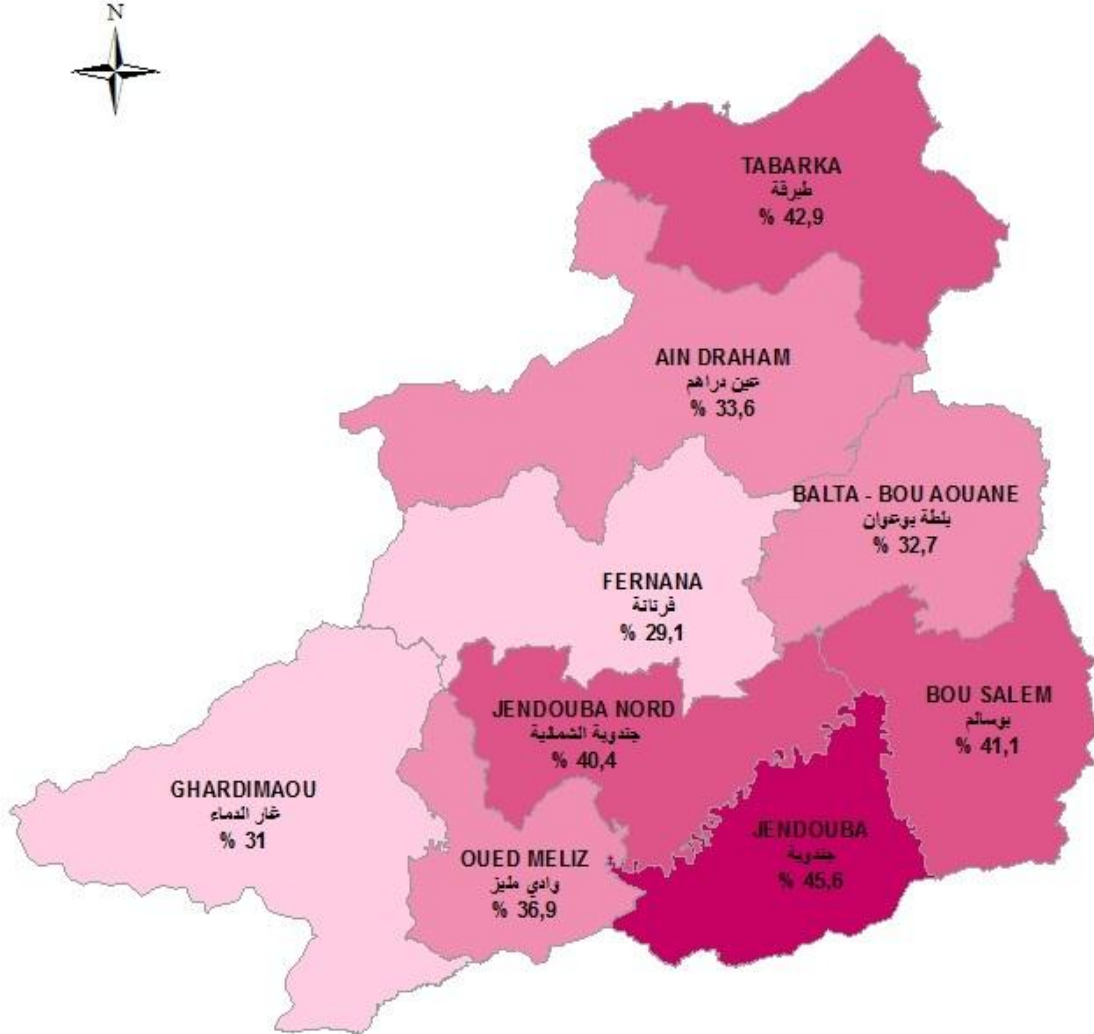 N
TABARKA
طبرقة
% 42,9
AIN DRAHAM
عين دراهم
% 33,6
BALTA - BOU AOUANE
بلطة بوعوان
% 32,7
FERNANA
فرنانة
% 29,1
BOU SALEM
بوسالم
% 41,1
JENDOUBA NORD
جندوبة الشمالية
% 40,4
GHARDIMAOU
غار الدماء
% 31
JENDOUBA
جندوبة
% 45,6
OUED MELIZ
وادي مليز
% 36,9